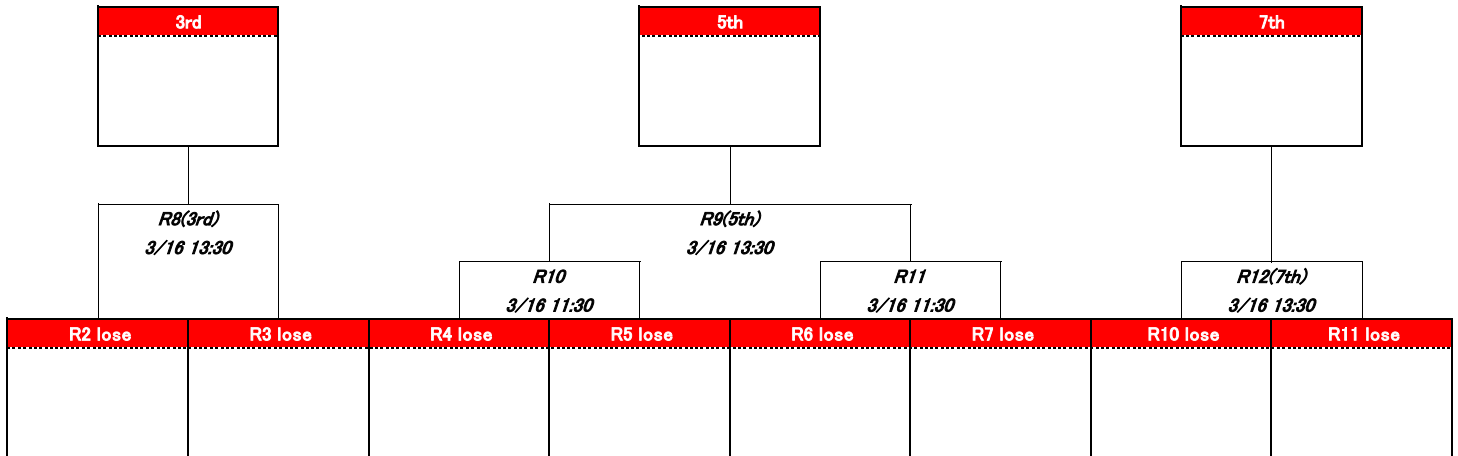 3rd
5th
7th
R8(3rd)
3/16 13:30
R9(5th)
3/16 13:30
R10
3/16 11:30
R11
3/16 11:30
R12(7th)
3/16 13:30
R2 lose
R3 lose
R4 lose
R5 lose
R6 lose
R7 lose
R10 lose
R11 lose